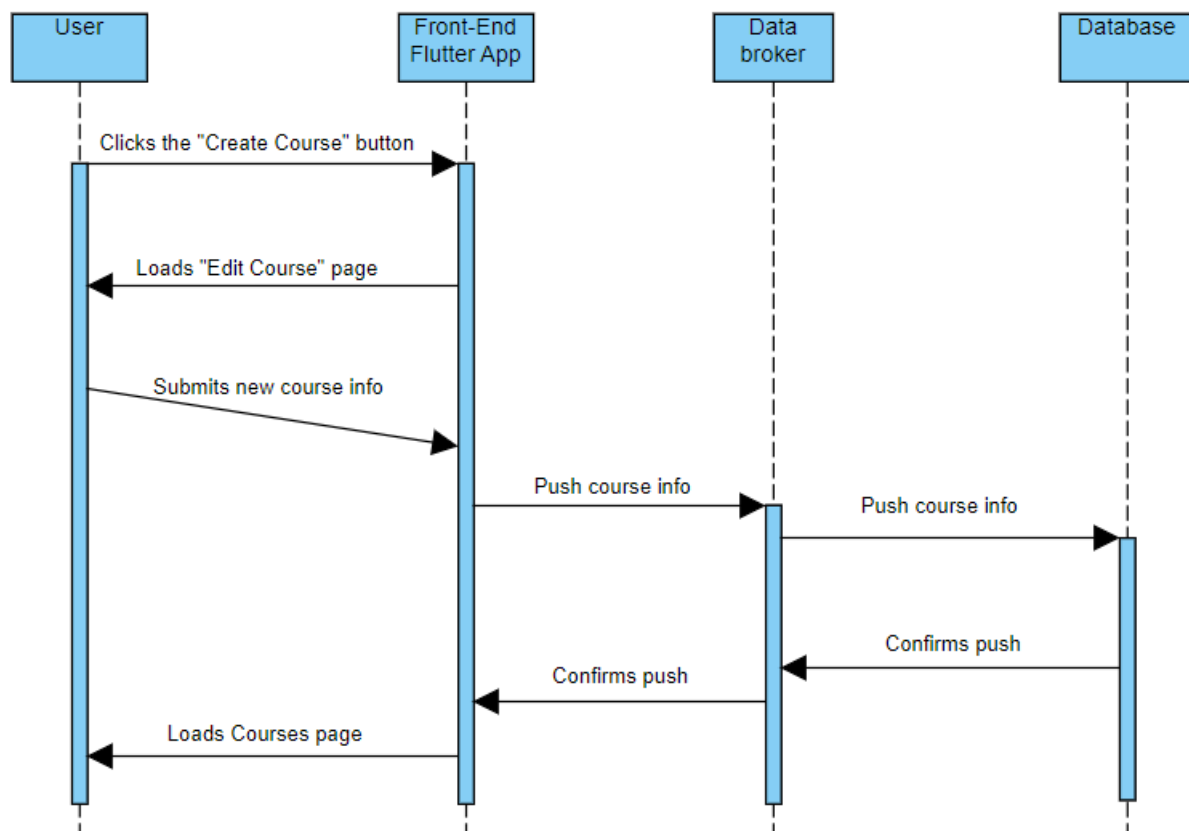 User
Front-End
Flutter App
Data
broker
Database
Clicks the "Create Course" button
Loads "Edit Course" page
Submits new course info
Push course info
Push course info
Confirms push
Confirms push
Loads Courses page